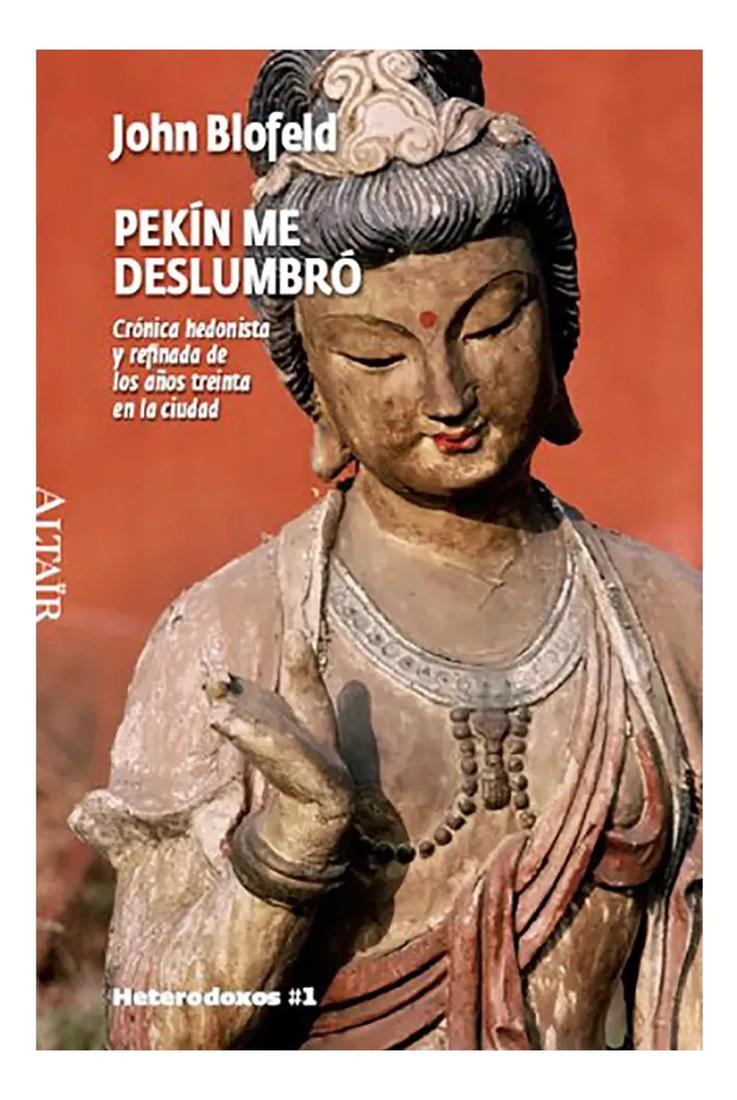 John Blofeld
PEKÍN ME
DESLUMBRÓ
Crónica hedonista
y refinada de
los años treinta
en la ciudad
ALTAÏR
Heterodoxos #1